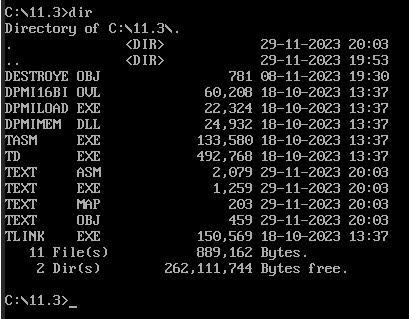 C:\11.3>dir
Directory of C:\11.3\.
. <DIR> 29-11-2023 20:03
.. <DIR> 29-11-2023 19:53
DESTROYE OBJ 781 08-11-2023 19:30
DPMI16BI OVL 60,208 18-10-2023 13:37
DPMILOAD EXE 22,324 18-10-2023 13:37
DPMIMEM DLL 24,932 18-10-2023 13:37
TASM EXE 133,580 18-10-2023 13:37
TD EXE 492,768 18-10-2023 13:37
TEXT ASM 2,079 29-11-2023 20:03
TEXT EXE 1,259 29-11-2023 20:03
TEXT MAP 203 29-11-2023 20:03
TEXT OBJ 459 29-11-2023 20:03
TLINK EXE 150,569 18-10-2023 13:37
11 File(s) 889,162 Bytes.
2 Dir(s) 262,111,744 Bytes free.
C:\11.3>_